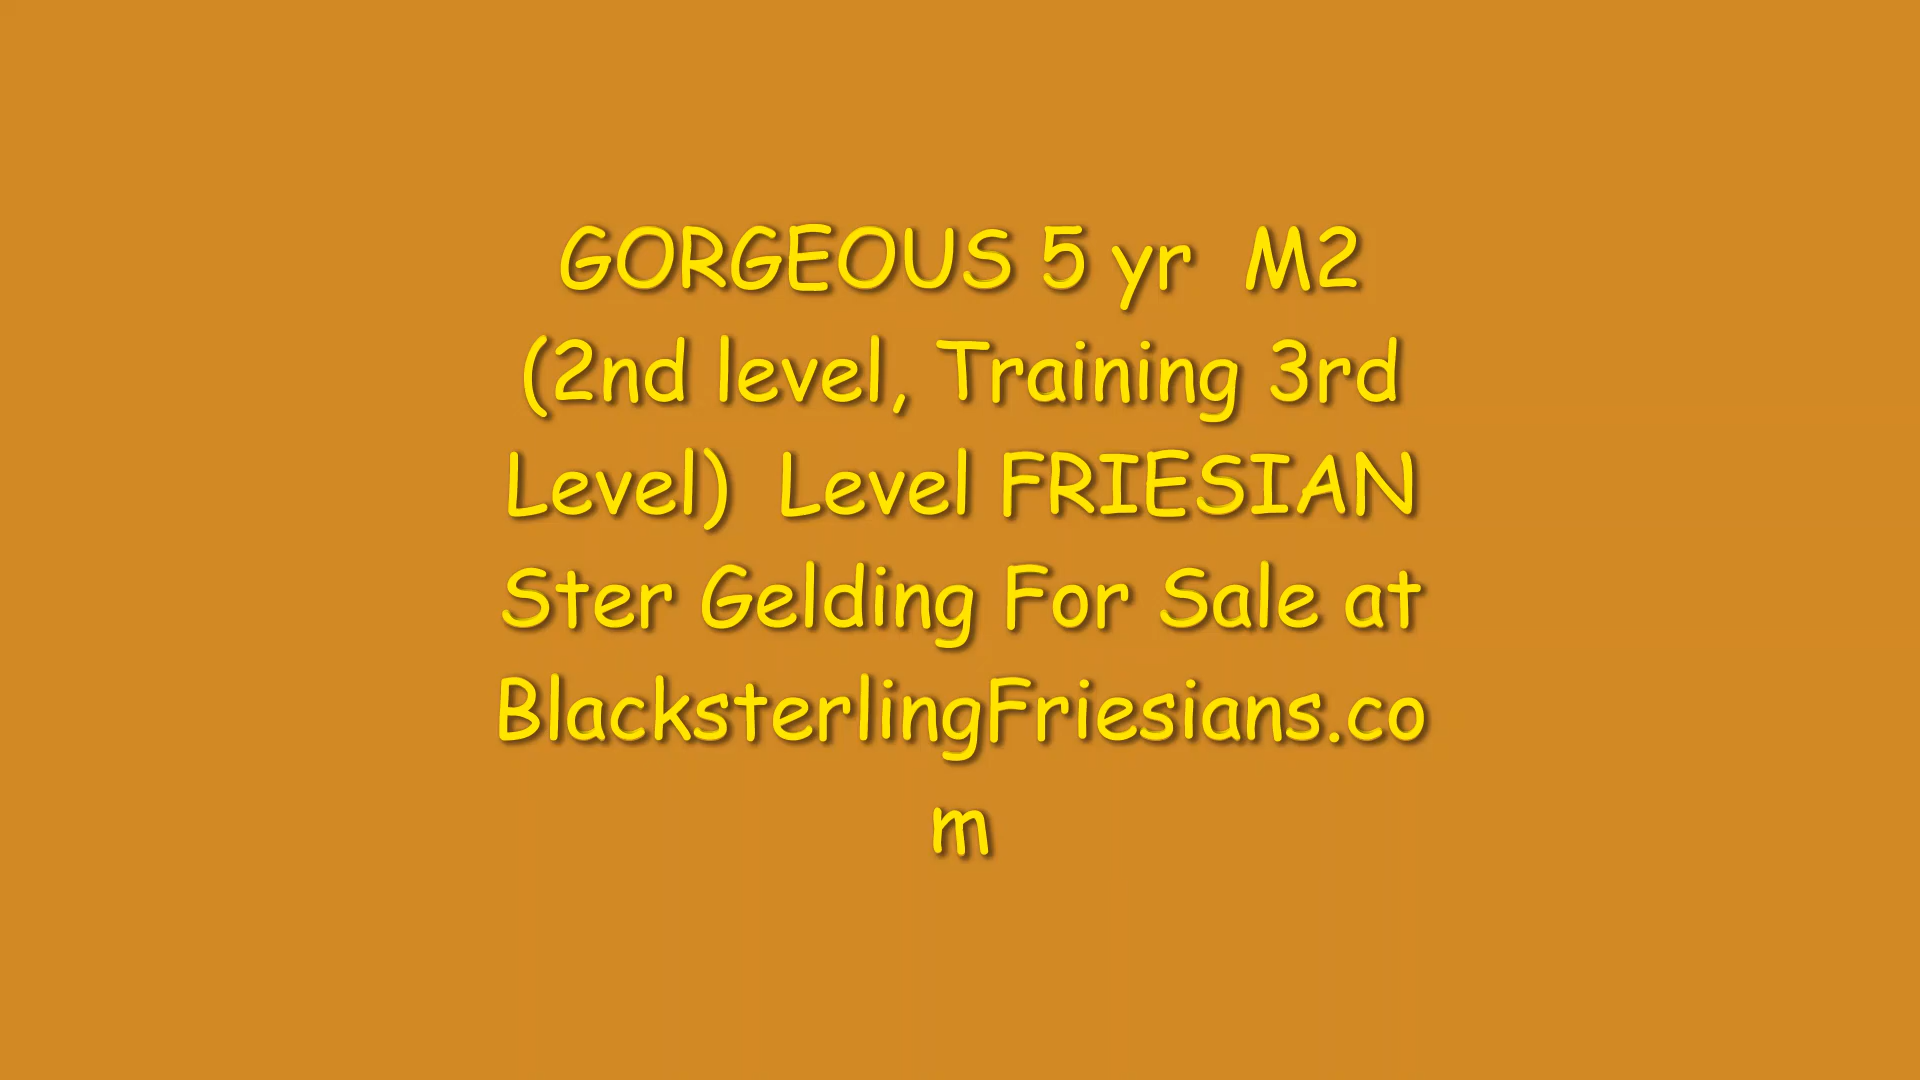 GORGEOUS 5 yr  M2
(2nd level, Training 3rd
Level)  Level FRIESIAN
Ster Gelding For Sale at
BlacksterlingFriesians.co
m